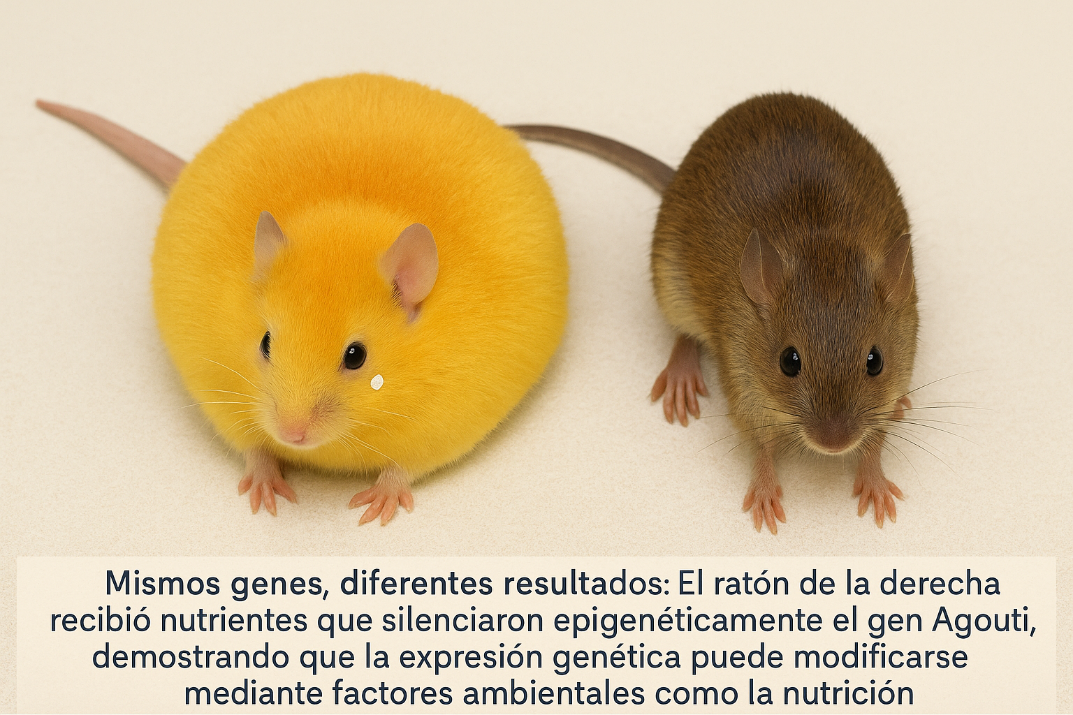 Mismos genes, diferentes resultados: El ratón de la derecha
recibió nutrientes que silenciaron epigenéticamente el gen Agouti,
demostrando que la expresión genética puede modificarse
mediante factores ambientales como la nutrición